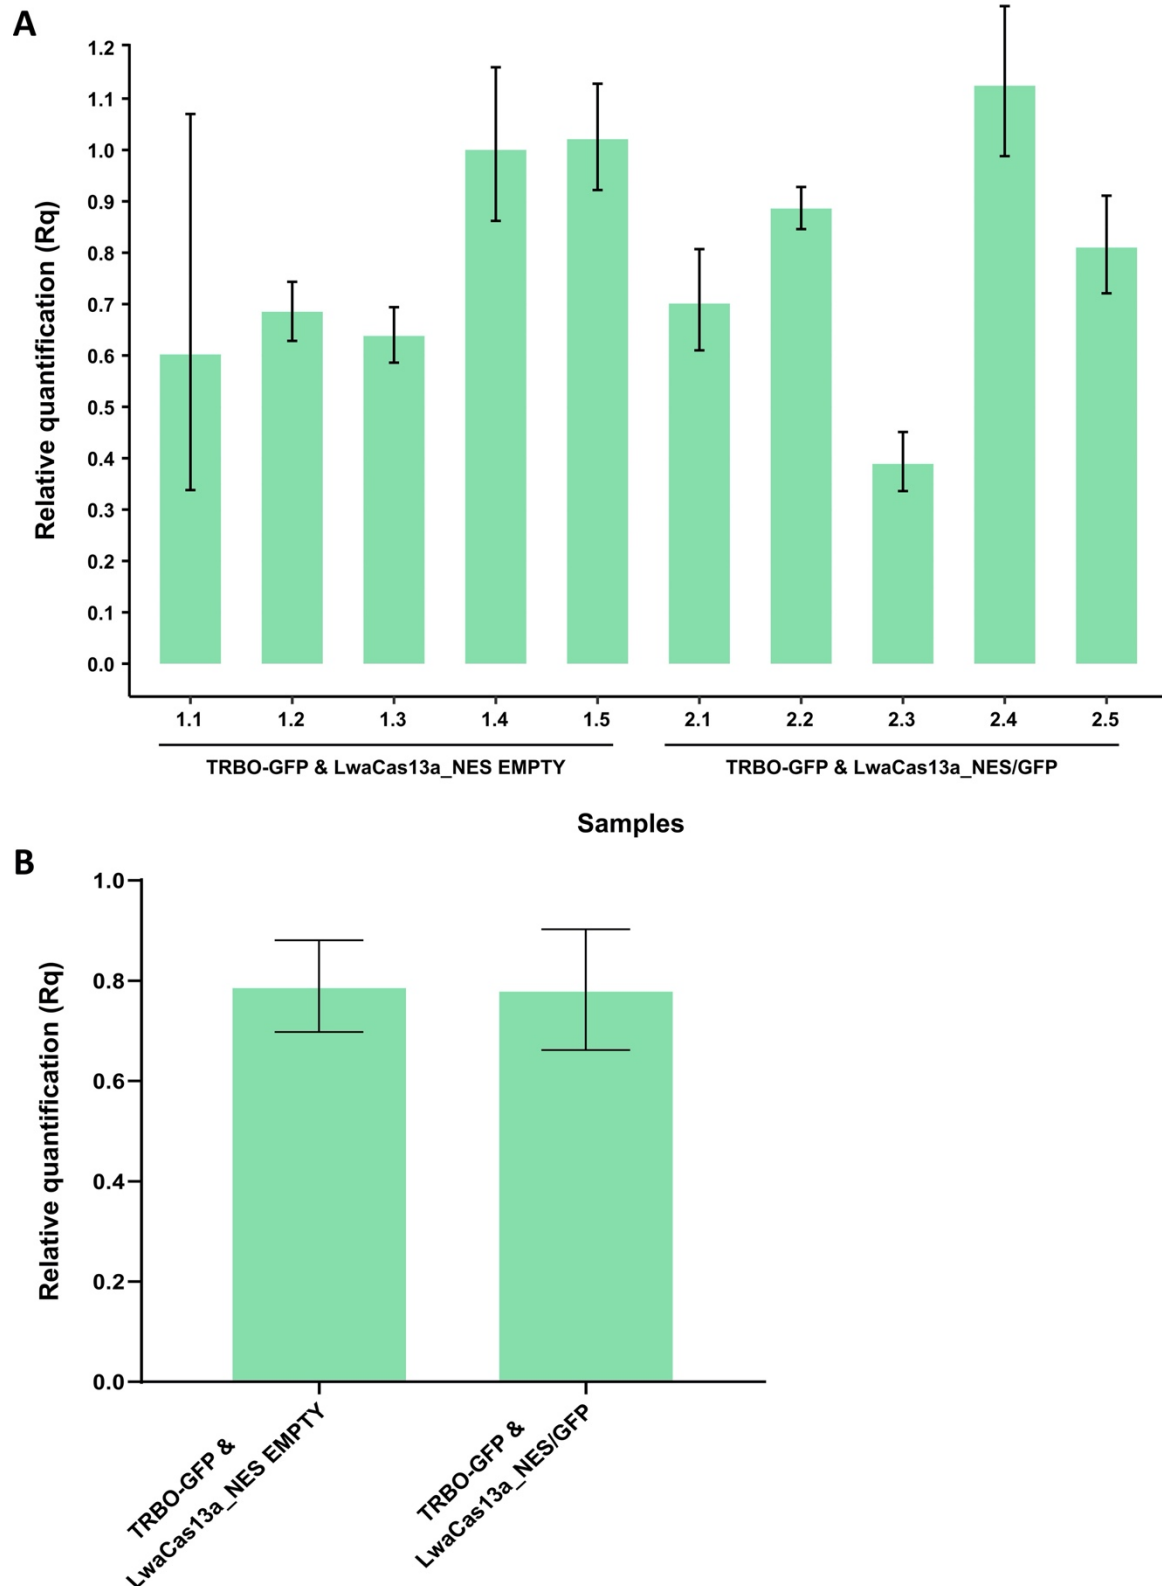 A
Relative quantification (Rq)
1.2
1.1
1.0
0.9
0.8
0.7
0.6
0.5
0.4
0.3
0.2
0.1
0.0
1.1 1.2 1.3 1.4 1.5 2.1 2.2 2.3 2.4 2.5
TRBO-GFP & LwaCas13a_NES EMPTY TRBO-GFP & LwaCas13a_NES/GFP
Samples
B
Relative quantification (Rq)
1.0
0.8
0.6
0.4
0.2
0.0
TRBO-GFP &
LwaCas13a_NES EMPTY
TRBO-GFP &
LwaCas13a_NES/GFP